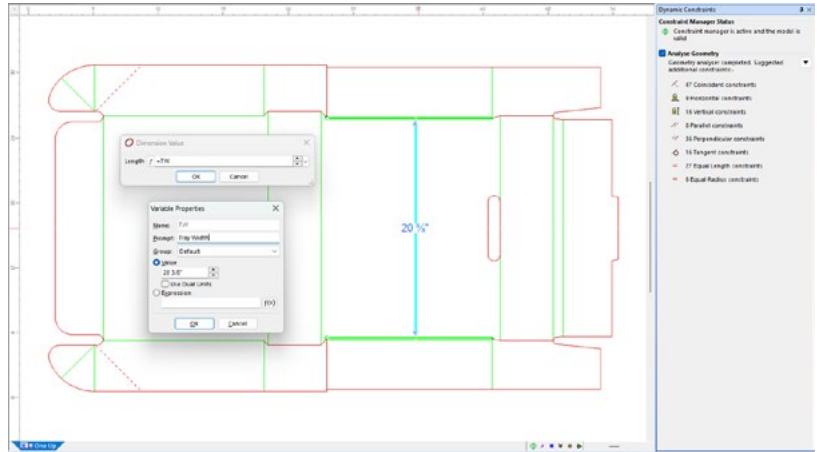 Dynamic Constraints
Constraint Manager Status
Constraint manager is active and the model is
valid
Analyse Geometry
Geometry analyser completed. Suggested
additional constraints:
47 Coincident constraints
9 Horizontal constraints
18 Vertical constraints
8 Parallel constraints
36 Perpendicular constraints
16 Tangent constraints
27 Equal Length constraints
8 Equal Radius constraints
Dimension Value
Length: f =TW
OK Cancel
20 ⅜"
Variable Properties
Name: TW
Prompt: Tray Width
Group: Default
Value
20 3/8"
Use Dual Limits
Expression
f(x)
OK Cancel
One Up